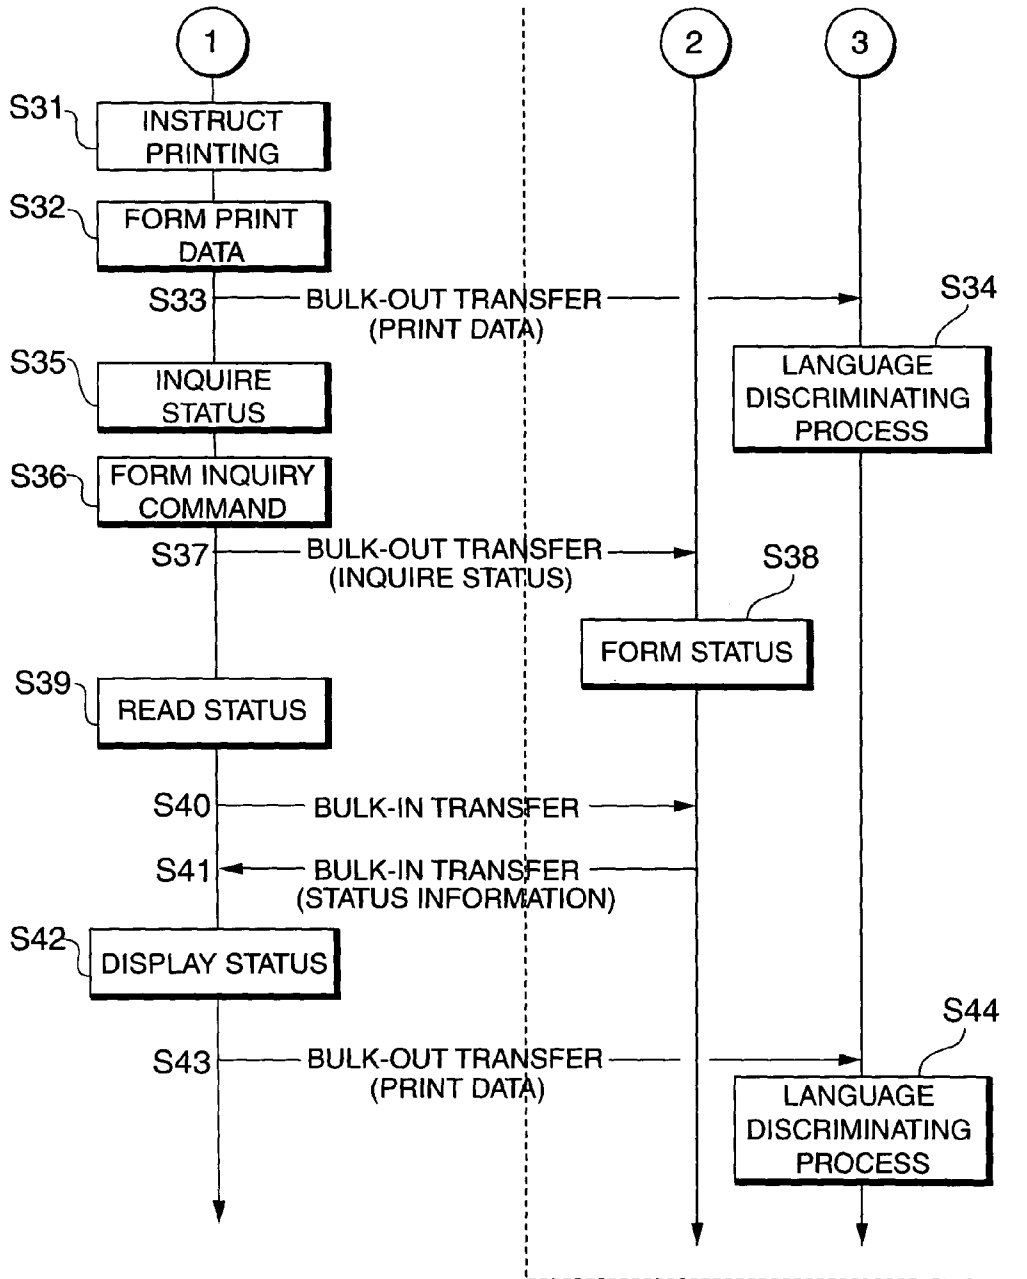 1
2
3
S31
INSTRUCT
PRINTING
S32
FORM PRINT
DATA
S33
BULK-OUT TRANSFER
(PRINT DATA)
S34
LANGUAGE
DISCRIMINATING
PROCESS
S35
INQUIRE
STATUS
S36
FORM INQUIRY
COMMAND
S37
BULK-OUT TRANSFER
(INQUIRE STATUS)
S38
FORM STATUS
S39
READ STATUS
S40
BULK-IN TRANSFER
S41
BULK-IN TRANSFER
(STATUS INFORMATION)
S42
DISPLAY STATUS
S43
BULK-OUT TRANSFER
(PRINT DATA)
S44
LANGUAGE
DISCRIMINATING
PROCESS